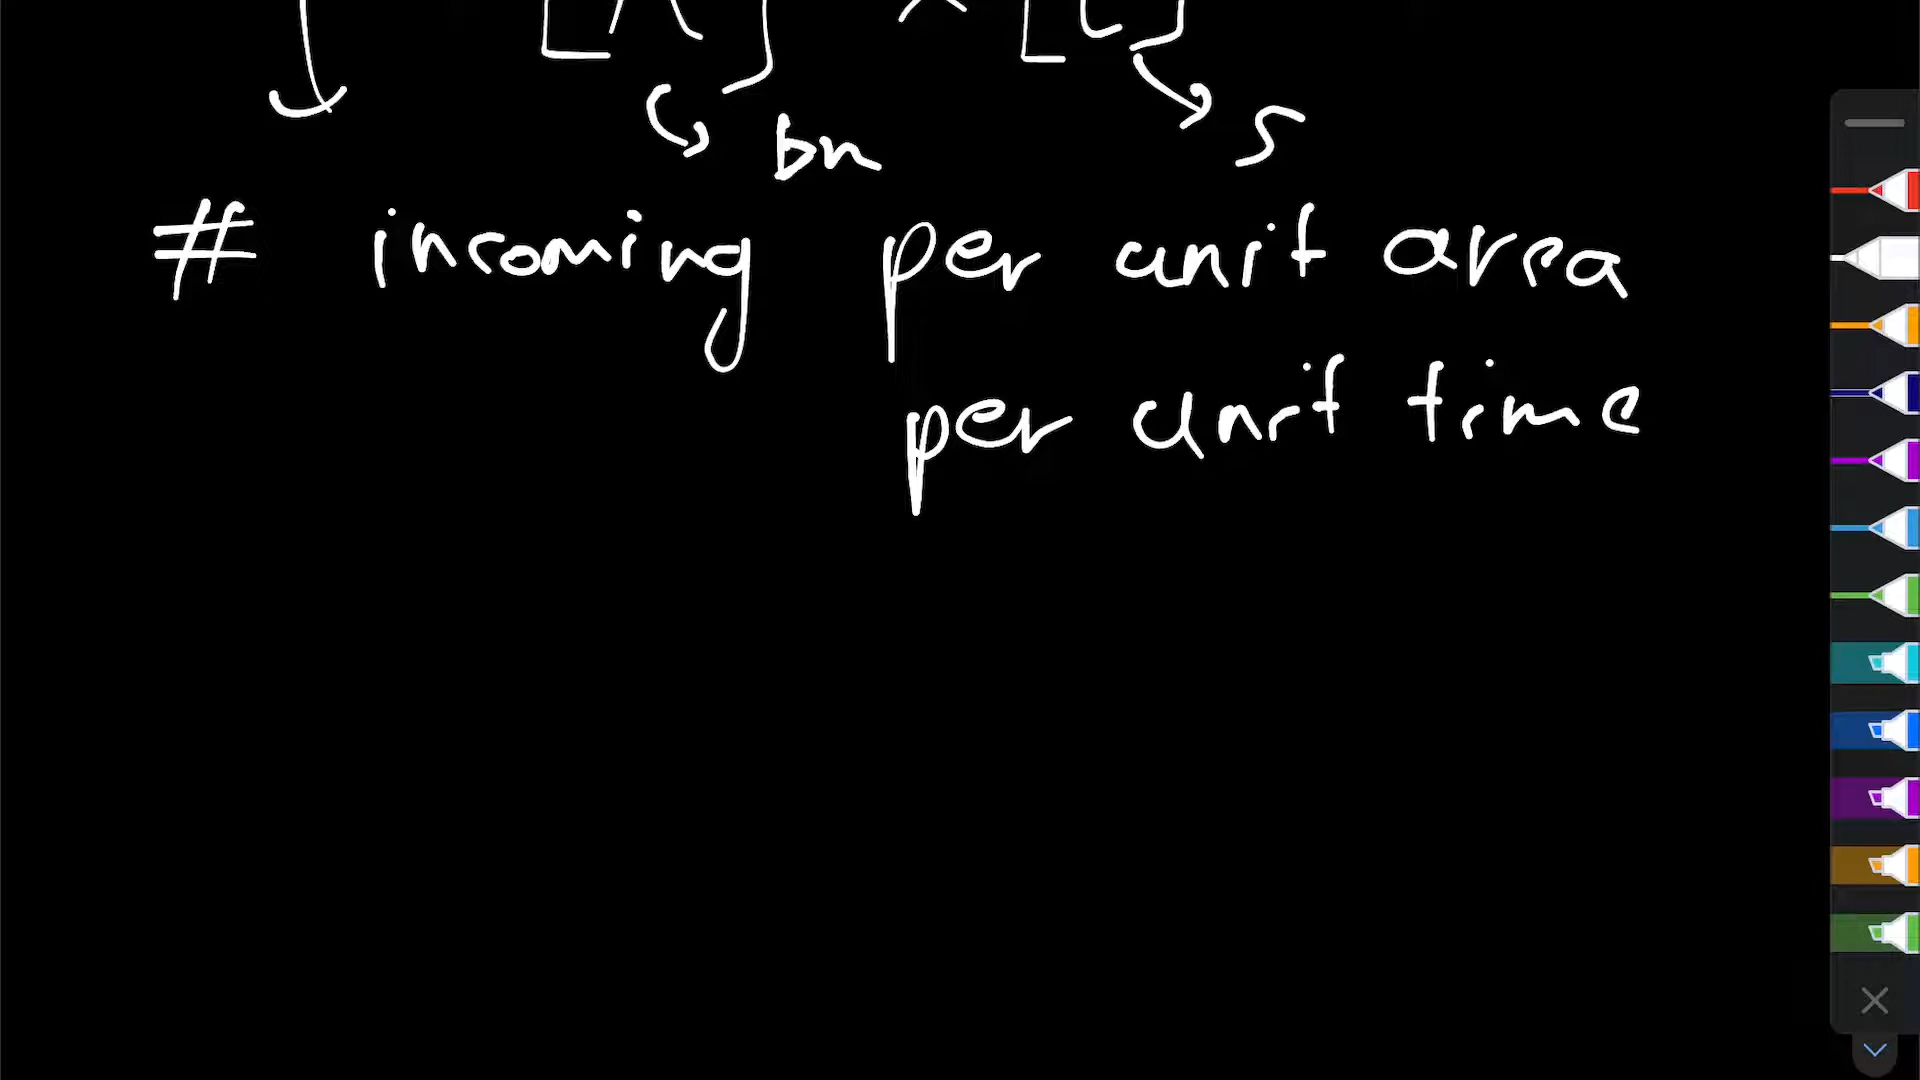 [A] × [t]
bn s
# incoming per unit area
per unit time